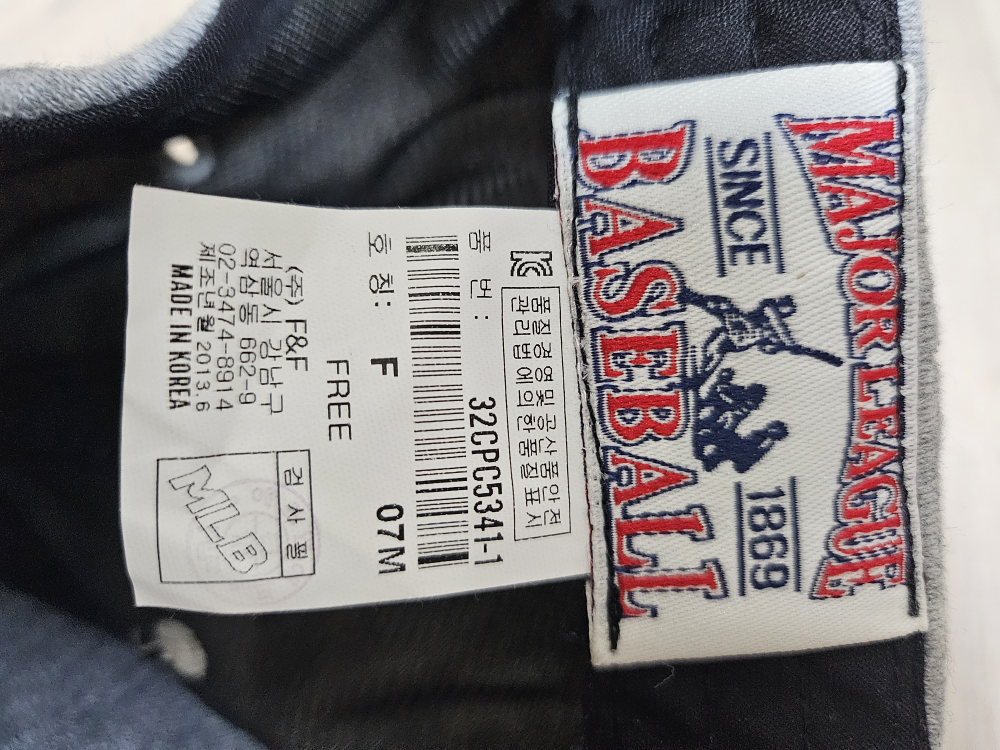 MAJOR LEAGUE
SINCE 1869
BASEBALL
품질경영및공산품안전
관리법에의한품질표시
품 번 : 32CPC5341-1
호 칭 : F 07M
FREE
(주) F&F
서울시 강남구
역삼동 662-9
02-3474-8914
제조년월 2013.6
MADE IN KOREA
검사필
MLB